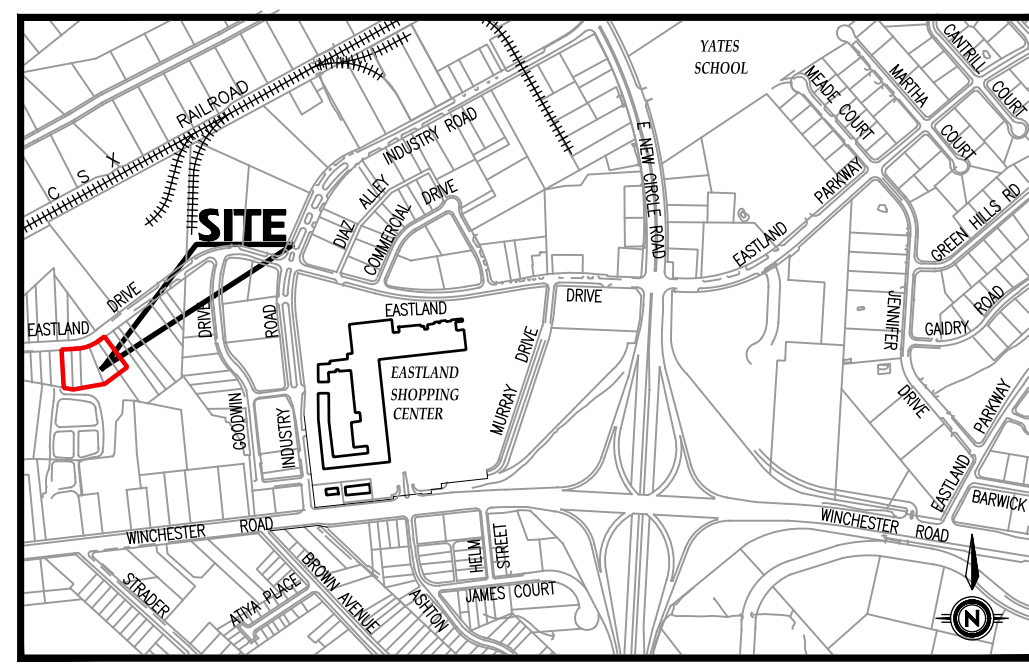 YATES
SCHOOL
CANTRILL
COURT
MARTHA
COURT
MEADE COURT
CSX RAILROAD
INDUSTRY ROAD
E NEW CIRCLE ROAD
DIAZ ALLEY
COMMERCIAL DRIVE
EASTLAND PARKWAY
GREEN HILLS RD
SITE
EASTLAND DRIVE
EASTLAND DRIVE
GOODWIN DRIVE
INDUSTRY ROAD
JENNIFER DRIVE
GAIDRY ROAD
EASTLAND
SHOPPING
CENTER
MURRAY DRIVE
EASTLAND PARKWAY
BARWICK
WINCHESTER ROAD
WINCHESTER ROAD
STRADER
ATIYA PLACE
BROWN AVENUE
ASHTON
HELM
STREET
JAMES COURT
N